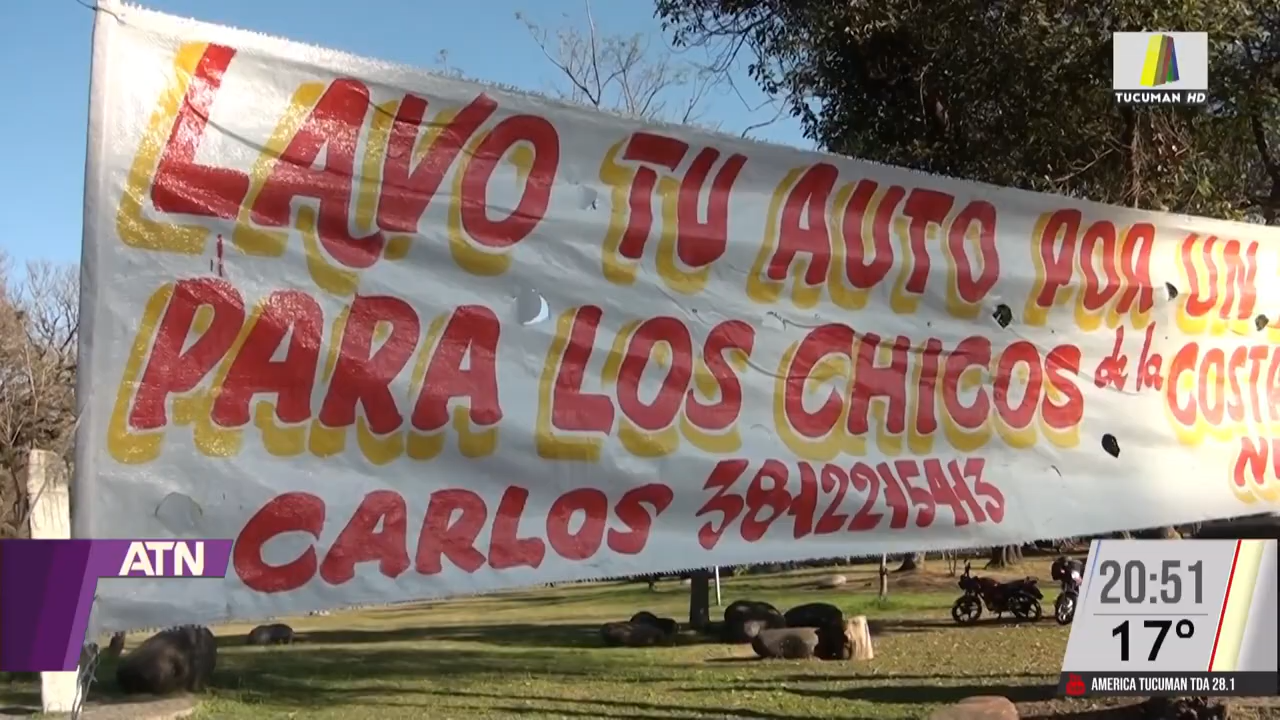 TUCUMAN HD
LAVO TU AUTO POR UN
PARA LOS CHICOS de la COSTA
CARLOS 3812215413
ATN
20:51
17°
AMERICA TUCUMAN TDA 28.1